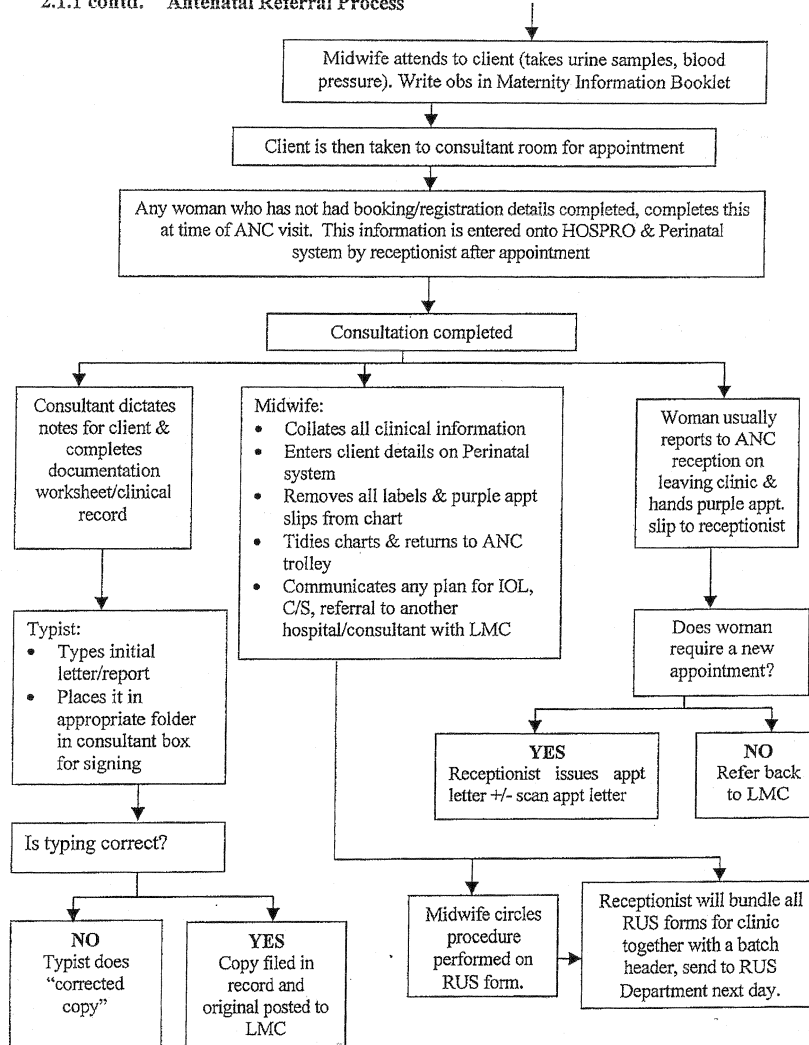 2.1.1 contd. Antenatal Referral Process
Midwife attends to client (takes urine samples, blood
pressure). Write obs in Maternity Information Booklet
Client is then taken to consultant room for appointment
Any woman who has not had booking/registration details completed, completes this
at time of ANC visit. This information is entered onto HOSPRO & Perinatal
system by receptionist after appointment
Consultation completed
Consultant dictates
notes for client &
completes
documentation
worksheet/clinical
record
Midwife:
• Collates all clinical information
• Enters client details on Perinatal
system
• Removes all labels & purple appt
slips from chart
• Tidies charts & returns to ANC
trolley
• Communicates any plan for IOL,
C/S, referral to another
hospital/consultant with LMC
Woman usually
reports to ANC
reception on
leaving clinic &
hands purple appt.
slip to receptionist
Typist:
• Types initial
letter/report
• Places it in
appropriate folder
in consultant box
for signing
Does woman
require a new
appointment?
YES
Receptionist issues appt
letter +/- scan appt letter
NO
Refer back
to LMC
Is typing correct?
NO
Typist does
“corrected
copy”
YES
Copy filed in
record and
original posted to
LMC
Midwife circles
procedure
performed on
RUS form.
Receptionist will bundle all
RUS forms for clinic
together with a batch
header, send to RUS
Department next day.